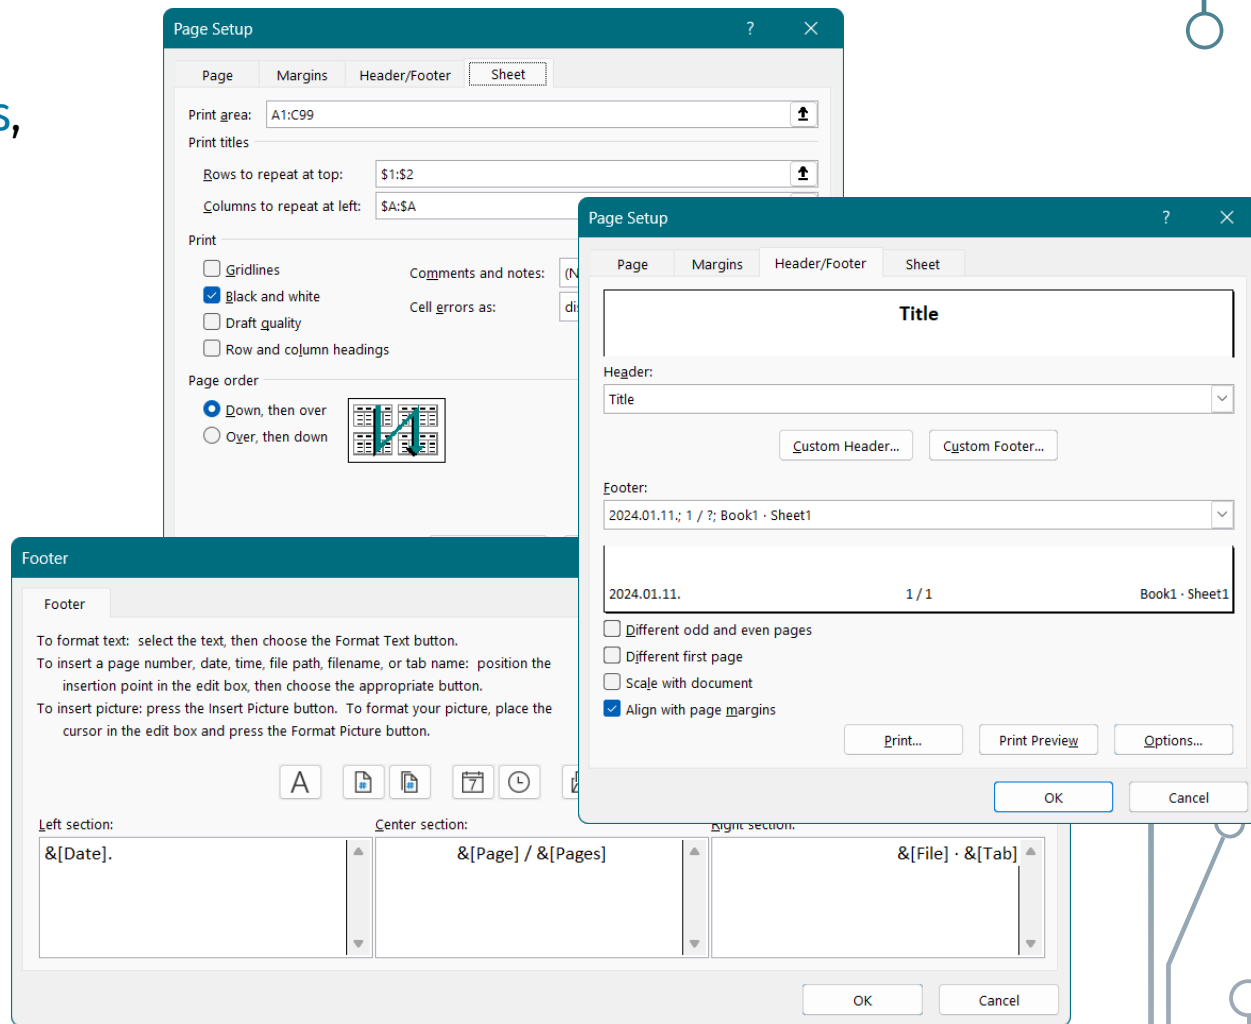 s,
Page Setup
Page Margins Header/Footer Sheet
Print area: A1:C99
Print titles
Rows to repeat at top: $1:$2
Columns to repeat at left: $A:$A
Print
Gridlines
Black and white
Draft quality
Row and column headings
Comments and notes: (N
Cell errors as: di
Page order
Down, then over
Over, then down
Page Setup
Page Margins Header/Footer Sheet
Title
Header:
Title
Custom Header... Custom Footer...
Footer:
2024.01.11.; 1 / ?; Book1 · Sheet1
2024.01.11. 1 / 1 Book1 · Sheet1
Different odd and even pages
Different first page
Scale with document
Align with page margins
Print... Print Preview Options...
OK Cancel
Footer
Footer
To format text: select the text, then choose the Format Text button.
To insert a page number, date, time, file path, filename, or tab name: position the
insertion point in the edit box, then choose the appropriate button.
To insert picture: press the Insert Picture button. To format your picture, place the
cursor in the edit box and press the Format Picture button.
A # # 7
Left section: Center section: Right section:
&[Date]. &[Page] / &[Pages] &[File] · &[Tab]
OK Cancel